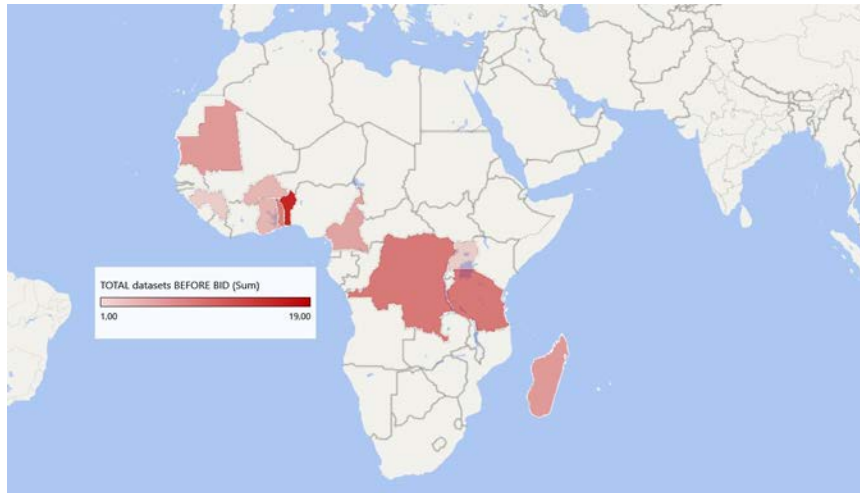 TOTAL datasets BEFORE BID (Sum)
1,00 19,00